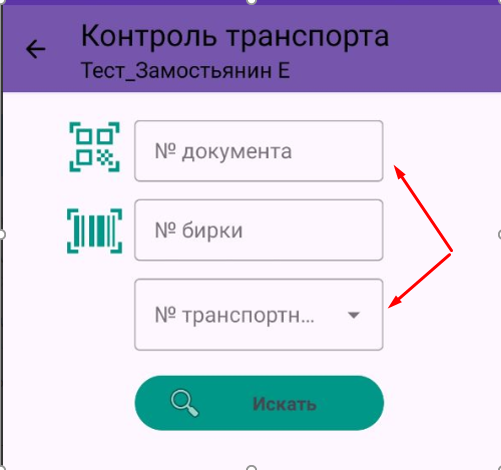 Контроль транспорта
Тест_Замостьянин Е
№ документа
№ бирки
№ транспортн...
Искать